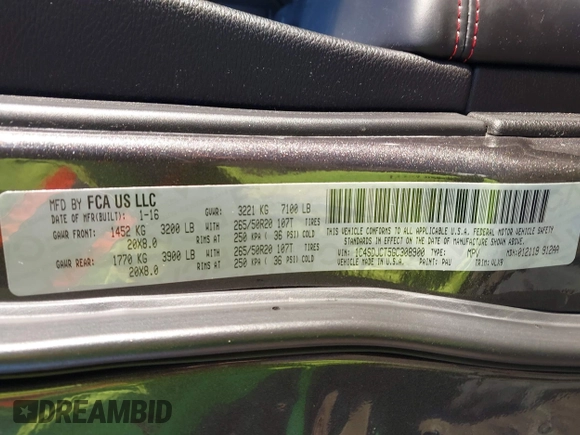 MFD BY FCA US LLC
DATE OF MFR(BUILT): 1-16 GVWR: 3221 KG 7100 LB
GAWR FRONT: 1452 KG 3200 LB 265/50R20 107T
20X8.0 RIMS AT 250 KPA ( 36 PSI) COLD
GAWR REAR: 1770 KG 3900 LB 265/50R20 107T
20X8.0 RIMS AT 250 KPA ( 36 PSI) COLD
THIS VEHICLE CONFORMS TO ALL APPLICABLE U.S.A. FEDERAL MOTOR VEHICLE SAFETY
STANDARDS IN EFFECT ON THE DATE OF MANUFACTURE SHOWN ABOVE.
VIN: 1C4SDJCT5GC308900 TYPE: MPV MDH:
VEHICLE MADE IN U.S.A. PAINT: PAU TRIM:
DREAMBID